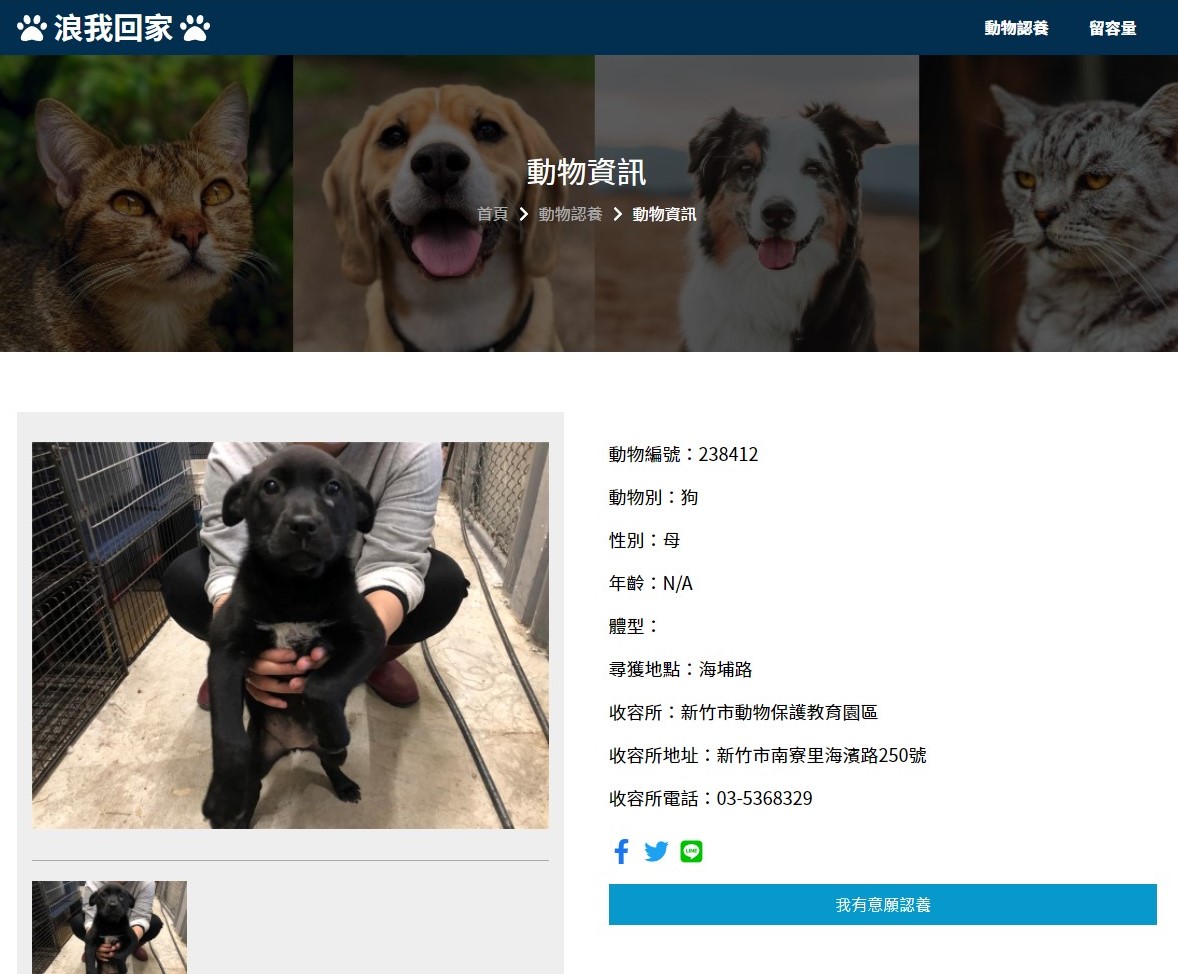 浪我回家
動物認養
留容量
動物資訊
首頁 動物認養 動物資訊
動物編號：238412
動物別：狗
性別：母
年齡：N/A
體型：
尋獲地點：海埔路
收容所：新竹市動物保護教育園區
收容所地址：新竹市南寮里海濱路250號
收容所電話：03-5368329
LINE
我有意願認養